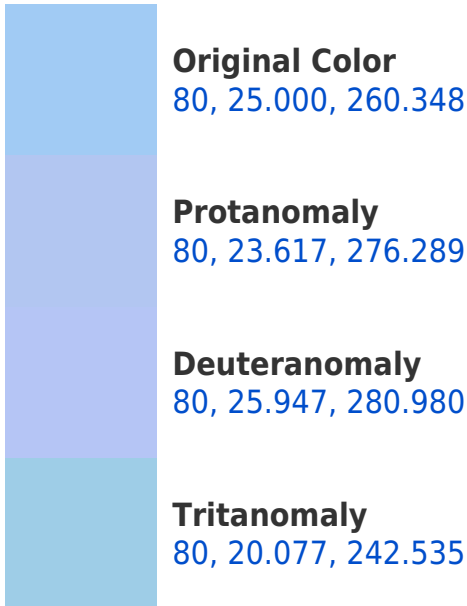 Original Color
80, 25.000, 260.348
Protanomaly
80, 23.617, 276.289
Deuteranomaly
80, 25.947, 280.980
Tritanomaly
80, 20.077, 242.535